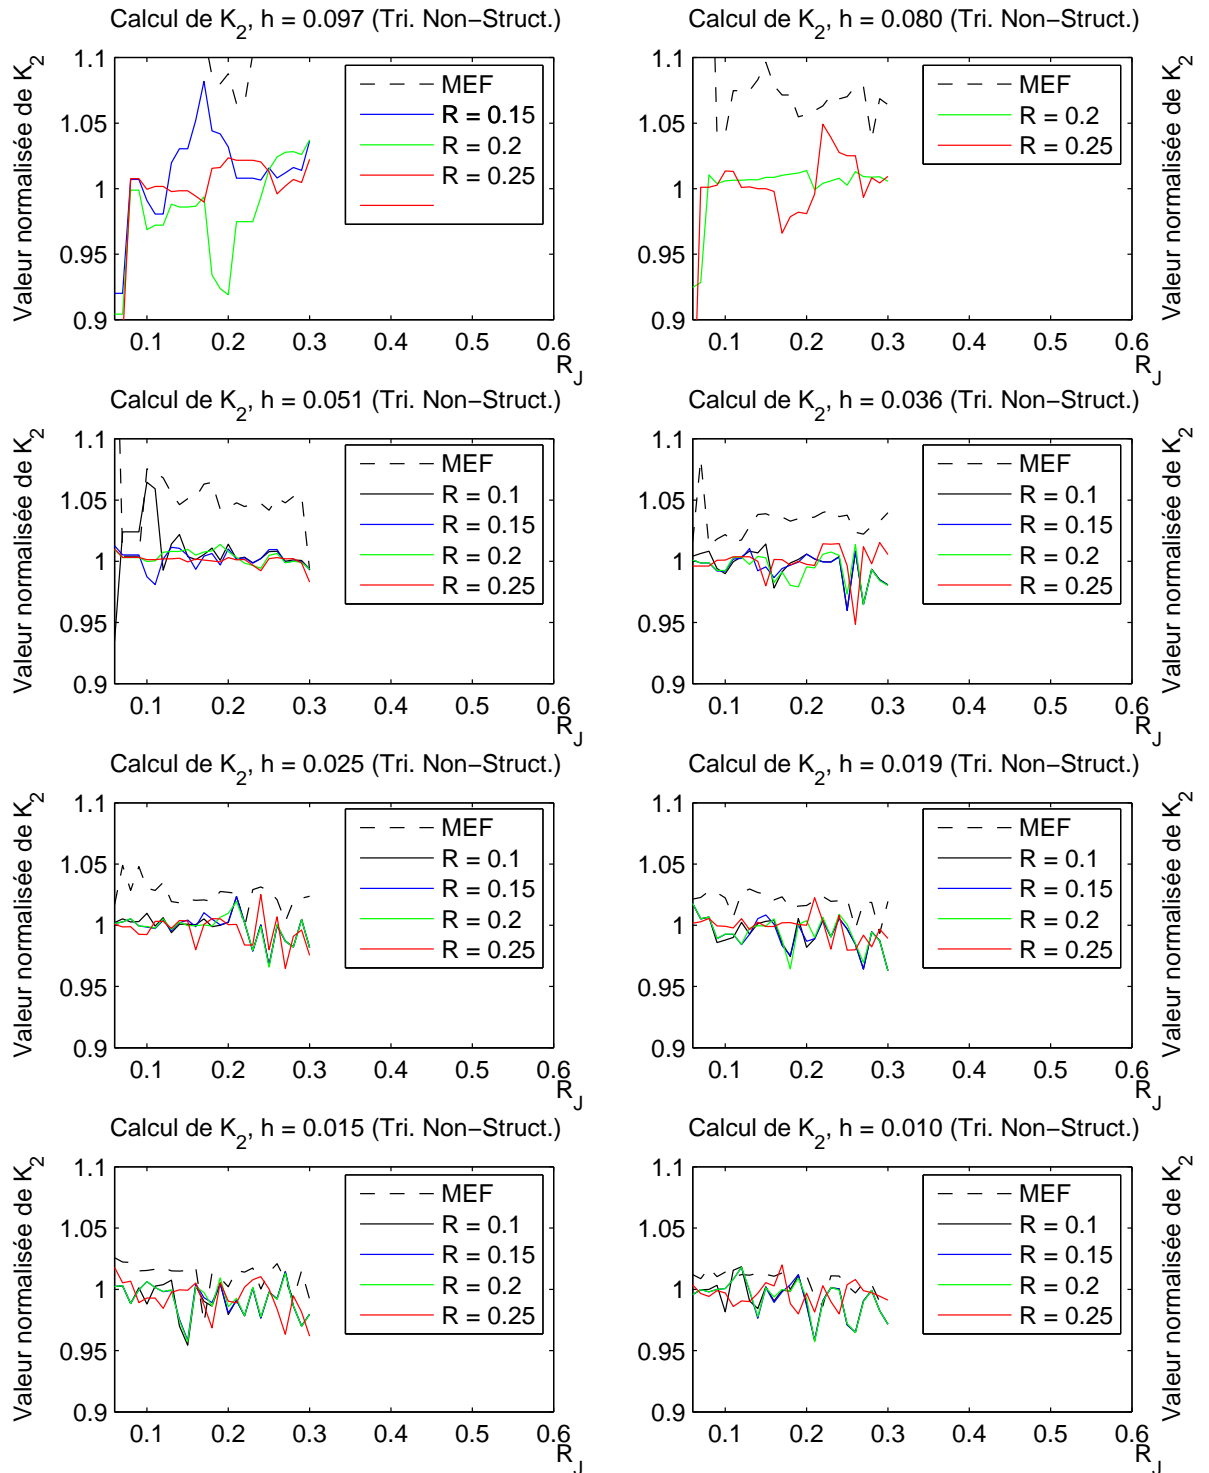 Calcul de K2, h = 0.097 (Tri. Non−Struct.)
Valeur normalisée de K2
1.1
1.05
1
0.95
0.9
0.1 0.2 0.3 0.4 0.5 0.6
RJ
MEF
R = 0.15
R = 0.2
R = 0.25
Calcul de K2, h = 0.080 (Tri. Non−Struct.)
Valeur normalisée de K2
1.1
1.05
1
0.95
0.9
0.1 0.2 0.3 0.4 0.5 0.6
RJ
MEF
R = 0.2
R = 0.25
Calcul de K2, h = 0.051 (Tri. Non−Struct.)
Valeur normalisée de K2
1.1
1.05
1
0.95
0.9
0.1 0.2 0.3 0.4 0.5 0.6
RJ
MEF
R = 0.1
R = 0.15
R = 0.2
R = 0.25
Calcul de K2, h = 0.036 (Tri. Non−Struct.)
Valeur normalisée de K2
1.1
1.05
1
0.95
0.9
0.1 0.2 0.3 0.4 0.5 0.6
RJ
MEF
R = 0.1
R = 0.15
R = 0.2
R = 0.25
Calcul de K2, h = 0.025 (Tri. Non−Struct.)
Valeur normalisée de K2
1.1
1.05
1
0.95
0.9
0.1 0.2 0.3 0.4 0.5 0.6
RJ
MEF
R = 0.1
R = 0.15
R = 0.2
R = 0.25
Calcul de K2, h = 0.019 (Tri. Non−Struct.)
Valeur normalisée de K2
1.1
1.05
1
0.95
0.9
0.1 0.2 0.3 0.4 0.5 0.6
RJ
MEF
R = 0.1
R = 0.15
R = 0.2
R = 0.25
Calcul de K2, h = 0.015 (Tri. Non−Struct.)
Valeur normalisée de K2
1.1
1.05
1
0.95
0.9
0.1 0.2 0.3 0.4 0.5 0.6
RJ
MEF
R = 0.1
R = 0.15
R = 0.2
R = 0.25
Calcul de K2, h = 0.010 (Tri. Non−Struct.)
Valeur normalisée de K2
1.1
1.05
1
0.95
0.9
0.1 0.2 0.3 0.4 0.5 0.6
RJ
MEF
R = 0.1
R = 0.15
R = 0.2
R = 0.25